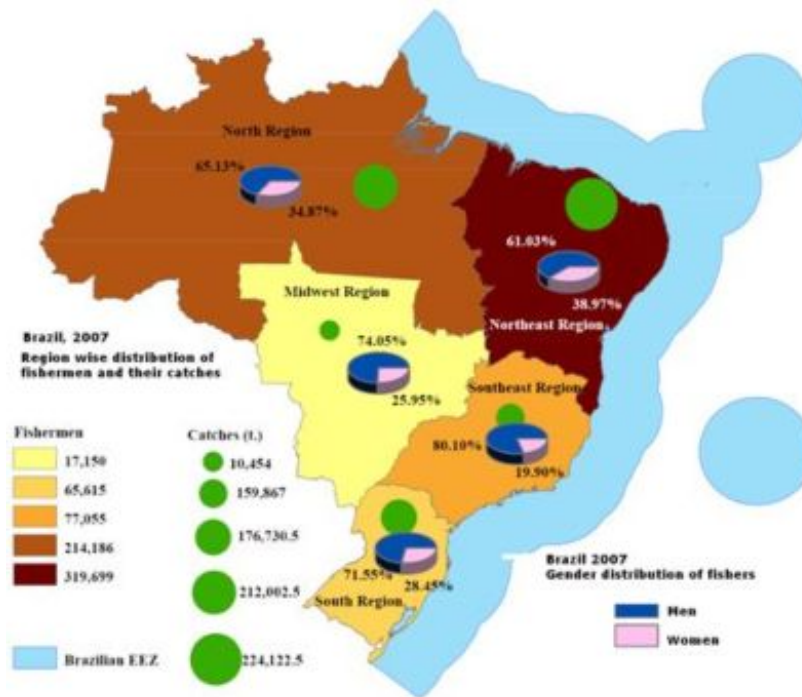 North Region
65.13%
34.87%
61.03%
38.97%
Northeast Region
Midwest Region
74.05%
25.95%
Southeast Region
80.10%
19.90%
71.55%
28.45%
South Region
Brazil, 2007
Region wise distribution of
fishermen and their catches
Fishermen
17,150
65,615
77,055
214,186
319,699
Brazilian EEZ
Catches (t.)
10,454
159,867
176,730.5
212,002.5
224,122.5
Brazil 2007
Gender distribution of fishers
Men
Women